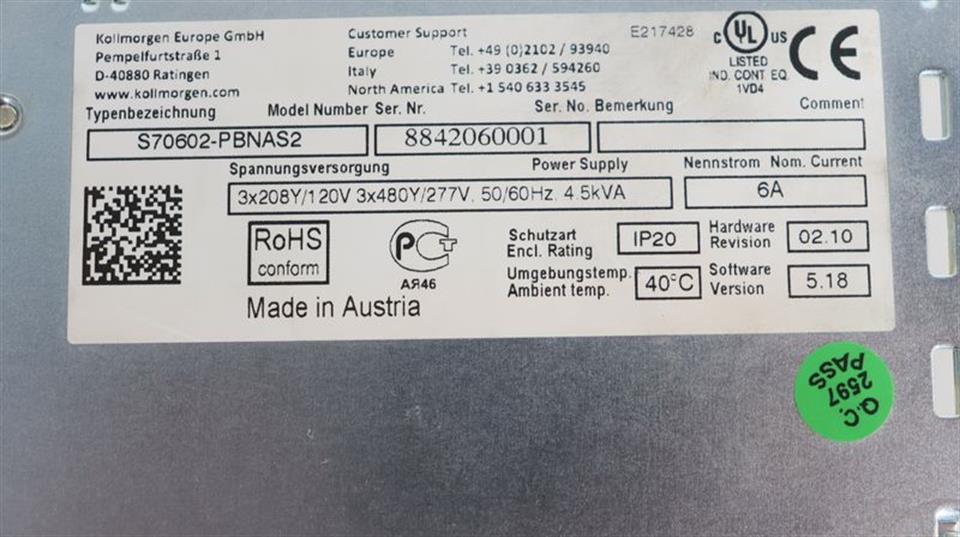 Kollmorgen Europe GmbH
Pempelfurtstraße 1
D-40880 Ratingen
www.kollmorgen.com
Customer Support
Europe Tel. +49 (0)2102 / 93940
Italy Tel. +39 0362 / 594260
North America Tel. +1 540 633 3545
E217428
C UL US
LISTED
IND. CONT. EQ.
1VD4
CE
Typenbezeichnung Model Number Ser. Nr. Ser. No. Bemerkung Comment
S70602-PBNAS2 8842060001
Spannungsversorgung Power Supply Nennstrom Nom. Current
3x208Y/120V 3x480Y/277V, 50/60Hz, 4.5kVA 6A
RoHS
conform
РСТ
АЯ46
Made in Austria
Schutzart
Encl. Rating IP20
Hardware
Revision 02.10
Umgebungstemp.
Ambient temp. 40°C
Software
Version 5.18
Q.C.
2597
PASS